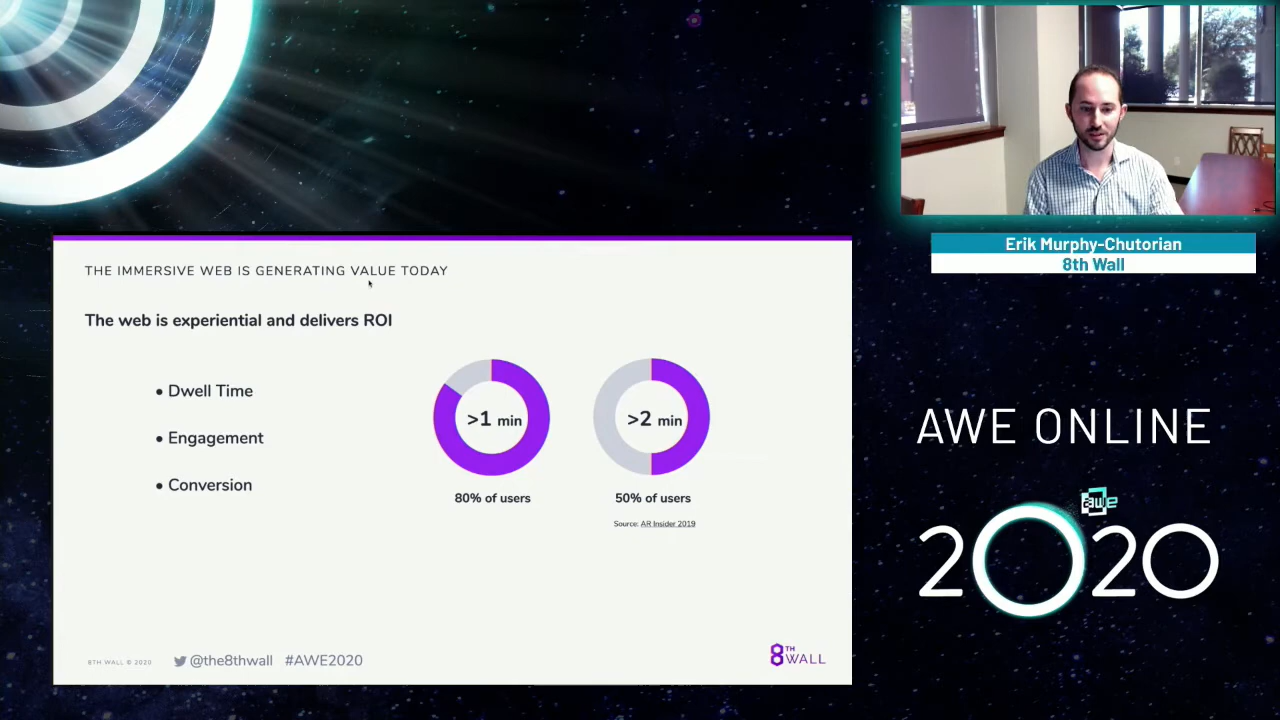 THE IMMERSIVE WEB IS GENERATING VALUE TODAY
The web is experiential and delivers ROI
• Dwell Time
• Engagement
• Conversion
>1 min
80% of users
>2 min
50% of users
Source: AR Insider 2019
8TH WALL © 2020
@the8thwall #AWE2020
8TH WALL
Erik Murphy-Chutorian
8th Wall
AWE ONLINE
awe
2020